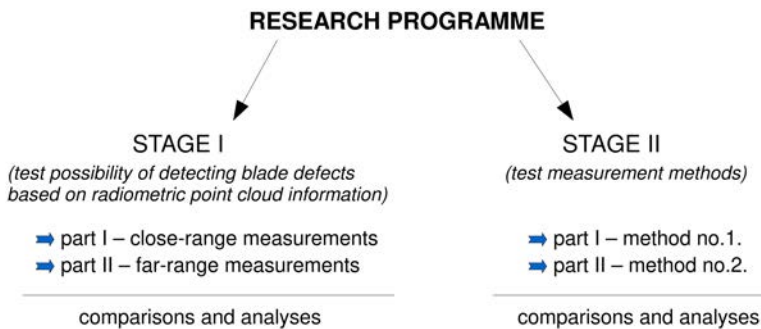 RESEARCH PROGRAMME
STAGE I
(test possibility of detecting blade defects
based on radiometric point cloud information)
part I – close-range measurements
part II – far-range measurements
comparisons and analyses
STAGE II
(test measurement methods)
part I – method no.1.
part II – method no.2.
comparisons and analyses